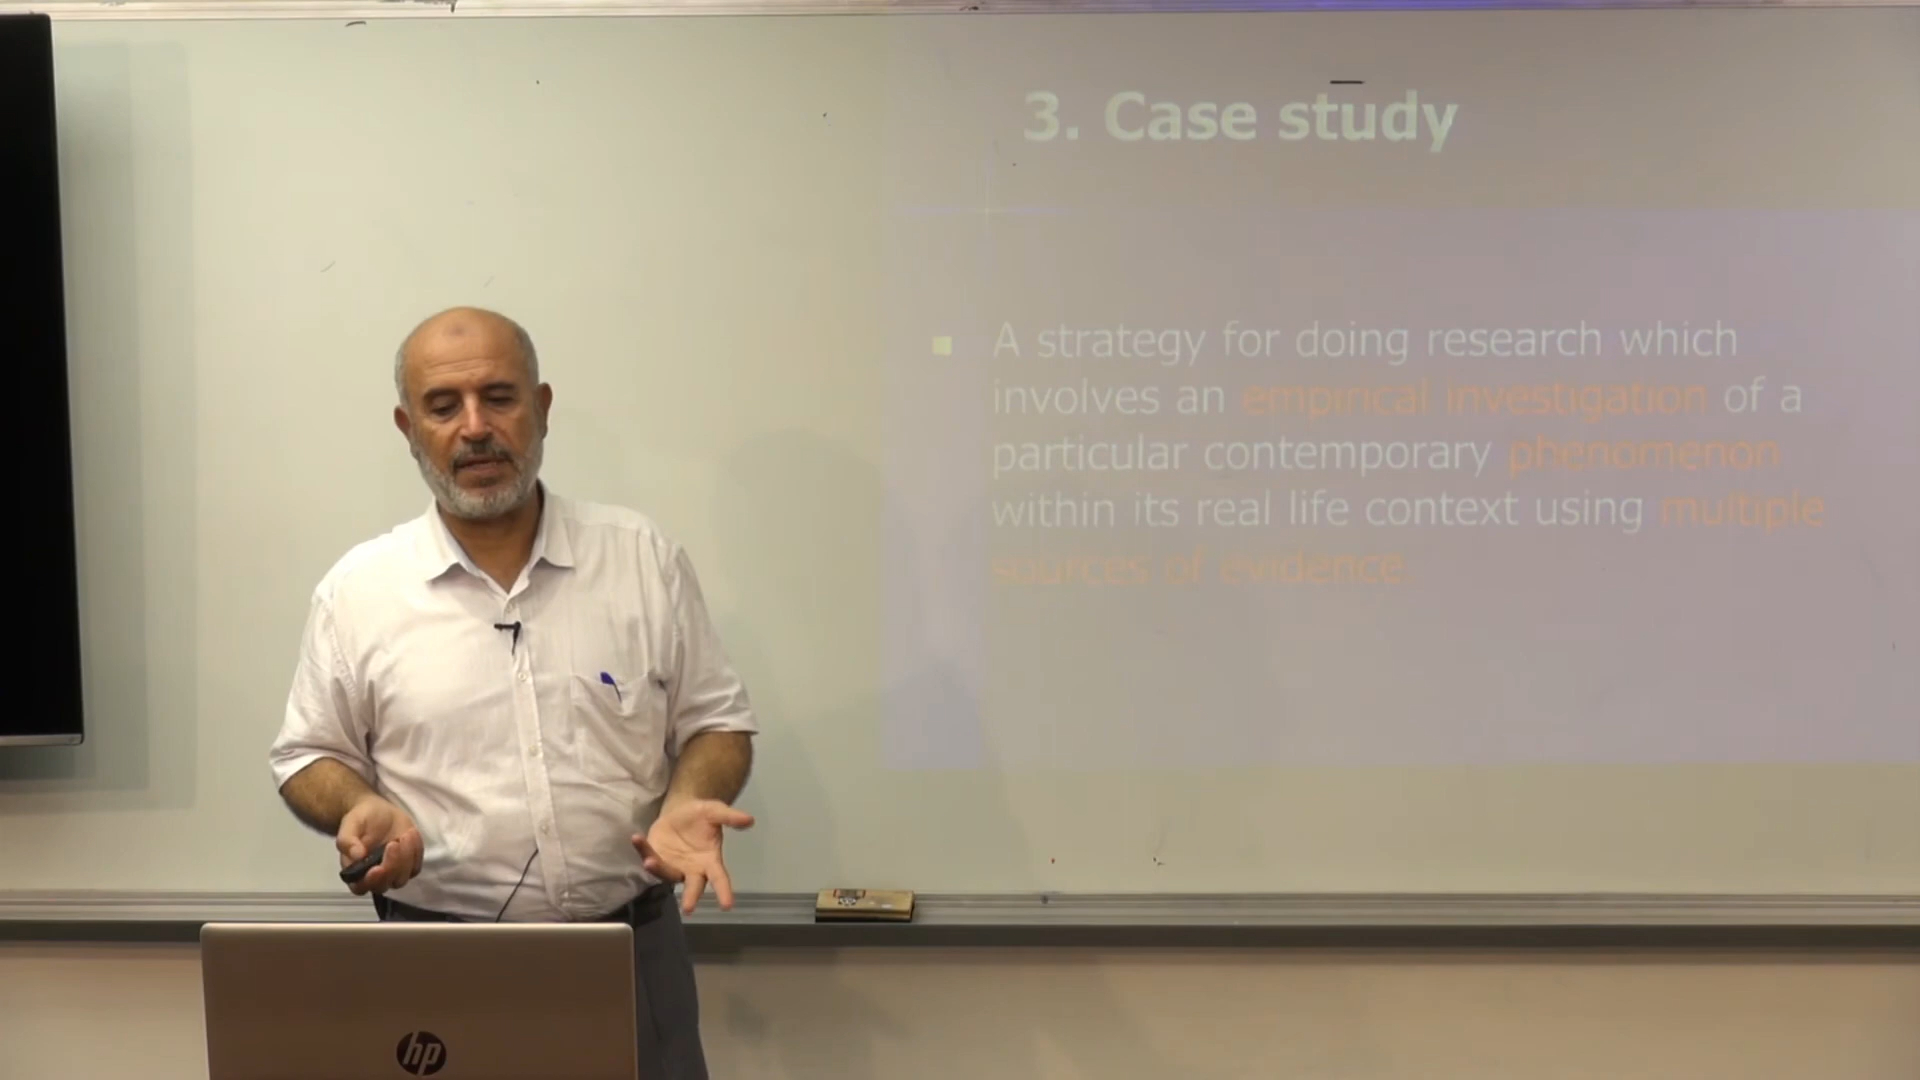 3. Case study
A strategy for doing research which
involves an empirical investigation of a
particular contemporary phenomenon
within its real life context using multiple
sources of evidence.
hp